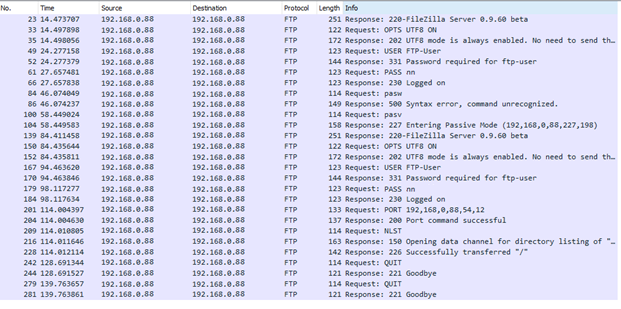 No. Time Source Destination Protocol Length Info
23 14.473707 192.168.0.88 192.168.0.88 FTP 251 Response: 220-FileZilla Server 0.9.60 beta
33 14.497898 192.168.0.88 192.168.0.88 FTP 122 Request: OPTS UTF8 ON
35 14.498056 192.168.0.88 192.168.0.88 FTP 172 Response: 202 UTF8 mode is always enabled. No need to send th…
49 24.277158 192.168.0.88 192.168.0.88 FTP 123 Request: USER FTP-User
52 24.277379 192.168.0.88 192.168.0.88 FTP 144 Response: 331 Password required for ftp-user
61 27.657481 192.168.0.88 192.168.0.88 FTP 123 Request: PASS nn
66 27.657838 192.168.0.88 192.168.0.88 FTP 123 Response: 230 Logged on
84 46.074049 192.168.0.88 192.168.0.88 FTP 114 Request: pasw
86 46.074237 192.168.0.88 192.168.0.88 FTP 149 Response: 500 Syntax error, command unrecognized.
100 58.449024 192.168.0.88 192.168.0.88 FTP 114 Request: pasv
104 58.449583 192.168.0.88 192.168.0.88 FTP 158 Response: 227 Entering Passive Mode (192,168,0,88,227,198)
139 84.411458 192.168.0.88 192.168.0.88 FTP 251 Response: 220-FileZilla Server 0.9.60 beta
150 84.435644 192.168.0.88 192.168.0.88 FTP 122 Request: OPTS UTF8 ON
152 84.435811 192.168.0.88 192.168.0.88 FTP 172 Response: 202 UTF8 mode is always enabled. No need to send th…
167 94.463620 192.168.0.88 192.168.0.88 FTP 123 Request: USER FTP-User
170 94.463846 192.168.0.88 192.168.0.88 FTP 144 Response: 331 Password required for ftp-user
179 98.117277 192.168.0.88 192.168.0.88 FTP 123 Request: PASS nn
184 98.117634 192.168.0.88 192.168.0.88 FTP 123 Response: 230 Logged on
201 114.004397 192.168.0.88 192.168.0.88 FTP 133 Request: PORT 192,168,0,88,54,12
204 114.004630 192.168.0.88 192.168.0.88 FTP 137 Response: 200 Port command successful
209 114.010805 192.168.0.88 192.168.0.88 FTP 114 Request: NLST
216 114.011646 192.168.0.88 192.168.0.88 FTP 163 Response: 150 Opening data channel for directory listing of "…
228 114.012114 192.168.0.88 192.168.0.88 FTP 142 Response: 226 Successfully transferred "/"
242 128.691344 192.168.0.88 192.168.0.88 FTP 114 Request: QUIT
244 128.691527 192.168.0.88 192.168.0.88 FTP 121 Response: 221 Goodbye
279 139.763657 192.168.0.88 192.168.0.88 FTP 114 Request: QUIT
281 139.763861 192.168.0.88 192.168.0.88 FTP 121 Response: 221 Goodbye